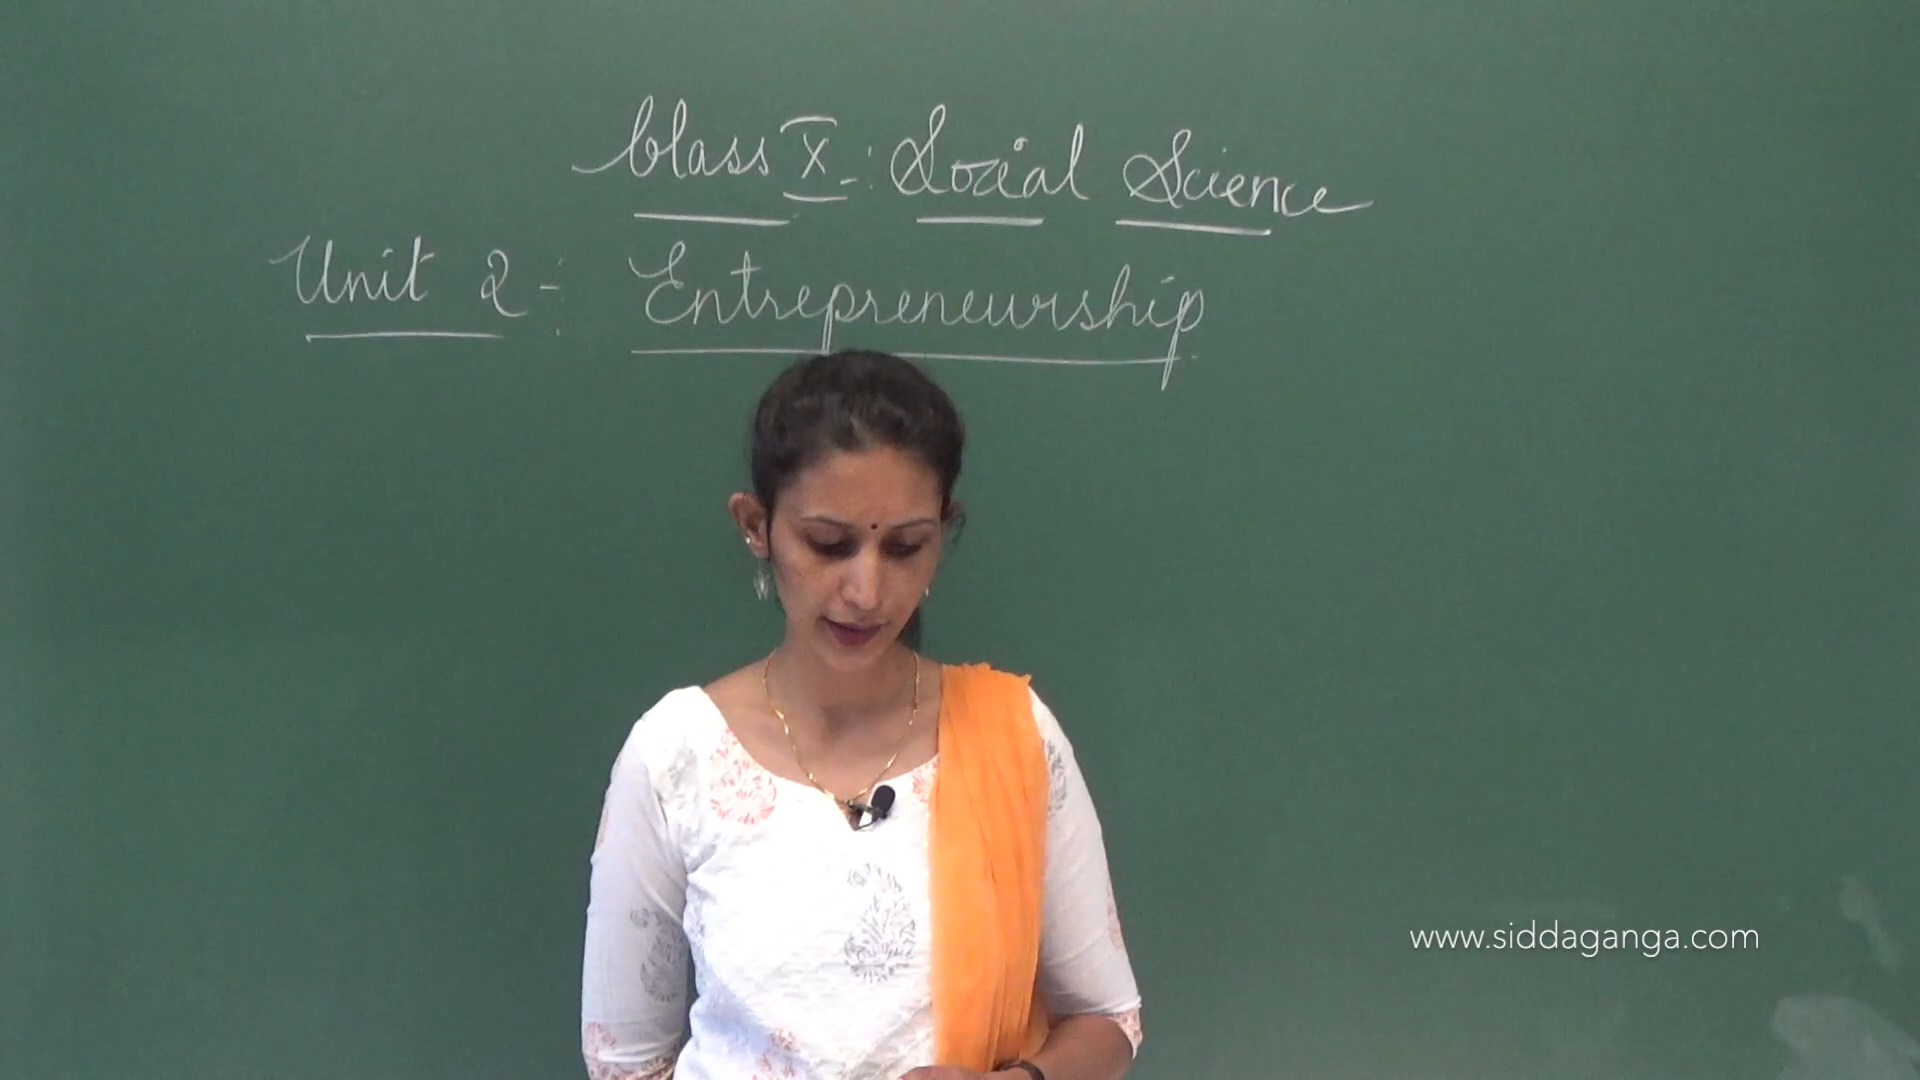 Class X : Social Science
Unit 2 : Entrepreneurship
www.siddaganga.com